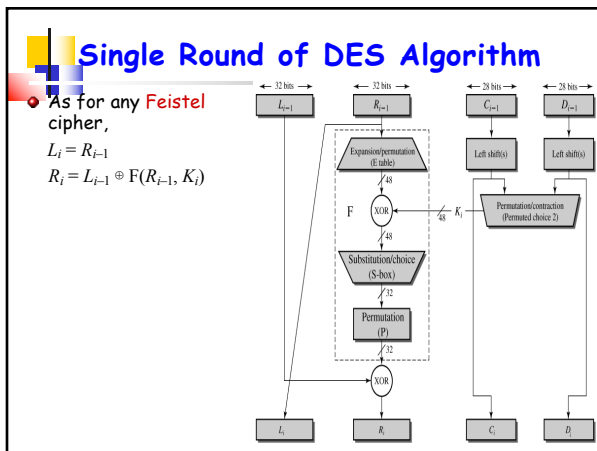 Single Round of DES Algorithm
As for any Feistel
cipher,
Lᵢ = Rᵢ₋₁
Rᵢ = Lᵢ₋₁ ⊕ F(Rᵢ₋₁, Kᵢ)
32 bits
32 bits
28 bits
28 bits
Lᵢ₋₁
Rᵢ₋₁
Cᵢ₋₁
Dᵢ₋₁
Expansion/permutation
(E table)
Left shift(s)
Left shift(s)
48
F
XOR
48
Kᵢ
Permutation/contraction
(Permuted choice 2)
48
Substitution/choice
(S-box)
32
Permutation
(P)
32
XOR
Lᵢ
Rᵢ
Cᵢ
Dᵢ